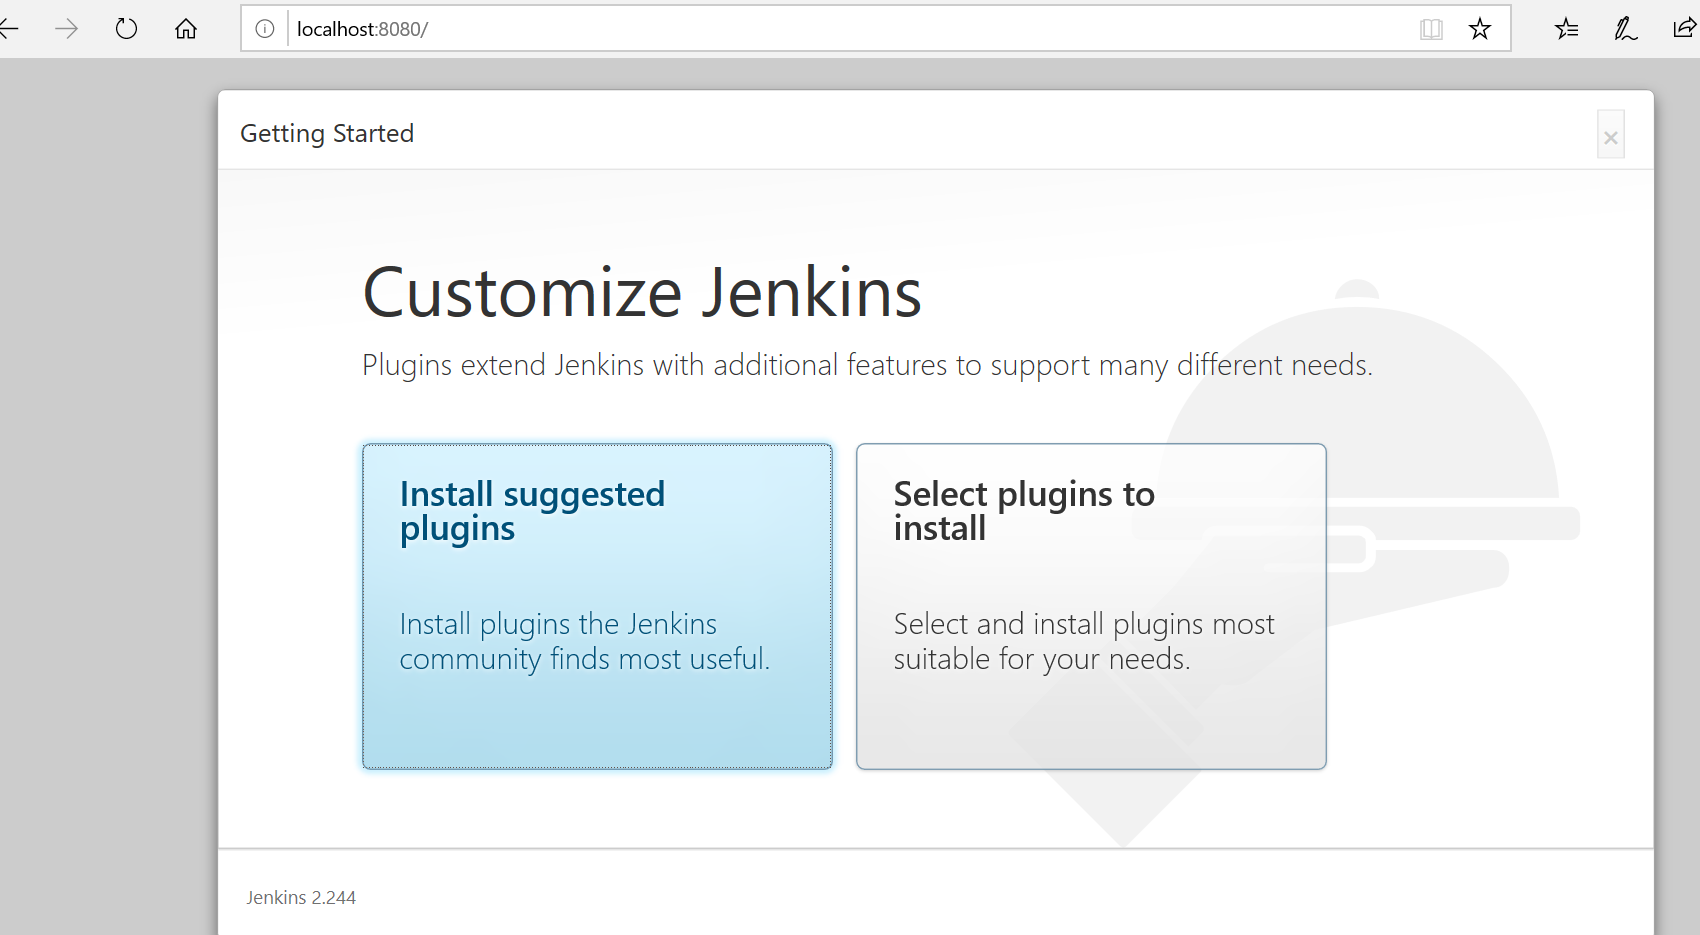 localhost:8080/
Getting Started
Customize Jenkins
Plugins extend Jenkins with additional features to support many different needs.
Install suggested
plugins
Install plugins the Jenkins
community finds most useful.
Select plugins to
install
Select and install plugins most
suitable for your needs.
Jenkins 2.244